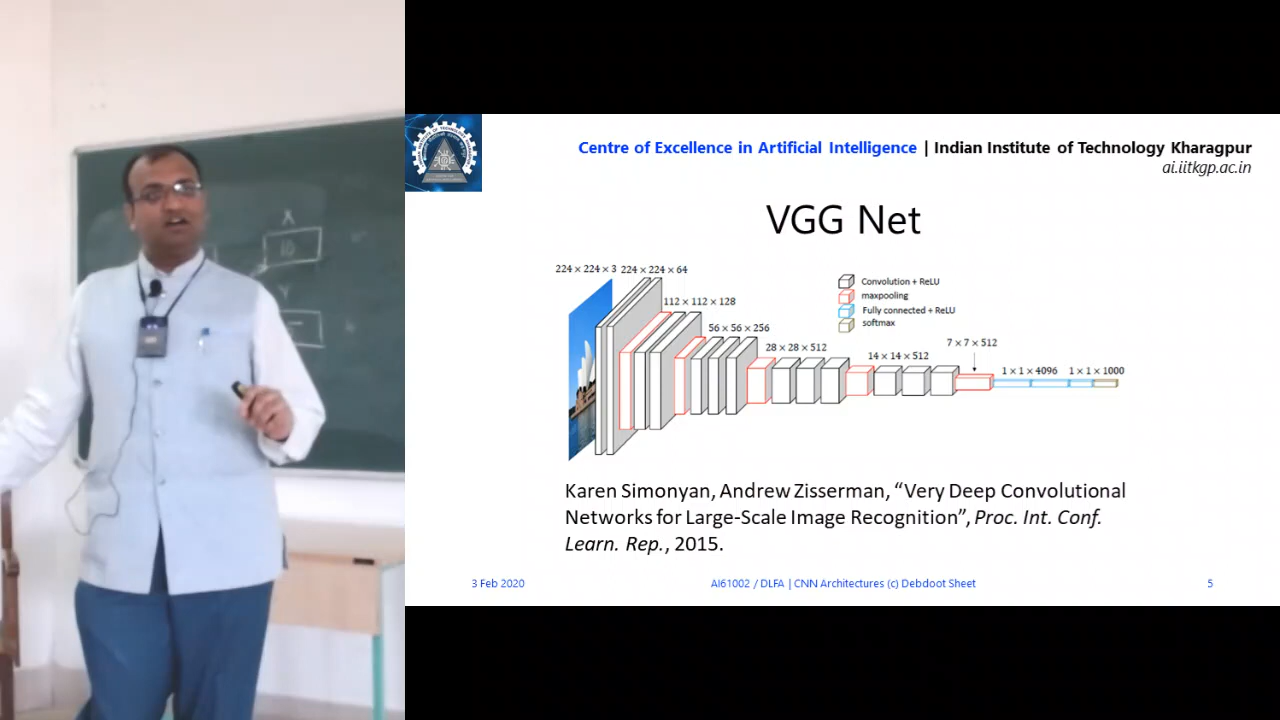 X
10
Centre of Excellence in Artificial Intelligence | Indian Institute of Technology Kharagpur
ai.iitkgp.ac.in
VGG Net
224 × 224 × 3 224 × 224 × 64
112 × 112 × 128
56 × 56 × 256
28 × 28 × 512
14 × 14 × 512
7 × 7 × 512
1 × 1 × 4096 1 × 1 × 1000
Convolution + ReLU
maxpooling
Fully connected + ReLU
softmax
Karen Simonyan, Andrew Zisserman, “Very Deep Convolutional
Networks for Large-Scale Image Recognition”, Proc. Int. Conf.
Learn. Rep., 2015.
3 Feb 2020 AI61002 / DLFA | CNN Architectures (c) Debdoot Sheet 5